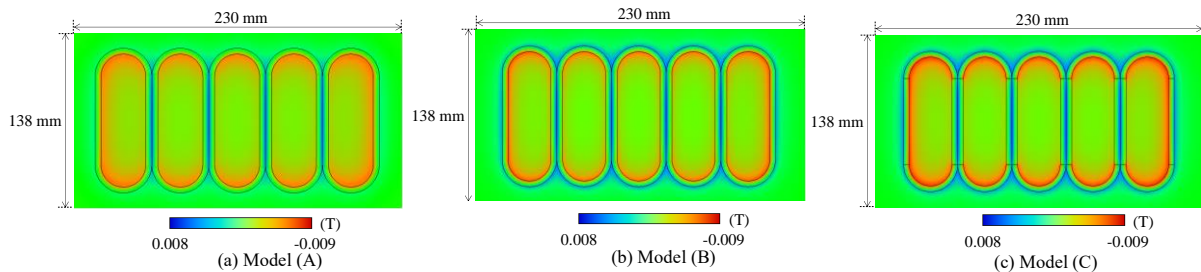 230 mm
138 mm
(T)
0.008
-0.009
(a) Model (A)
230 mm
138 mm
(T)
0.008
-0.009
(b) Model (B)
230 mm
138 mm
(T)
0.008
-0.009
(c) Model (C)